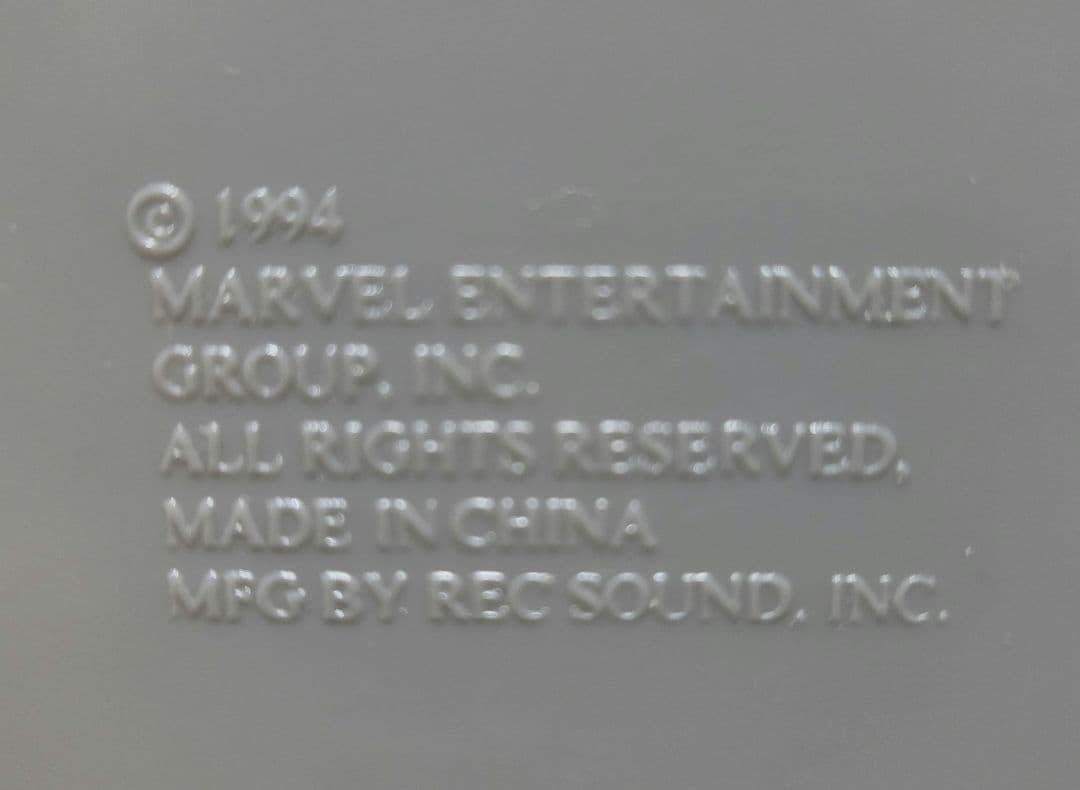 © 1994
MARVEL ENTERTAINMENT
GROUP, INC.
ALL RIGHTS RESERVED,
MADE IN CHINA
MFG BY REC SOUND, INC.